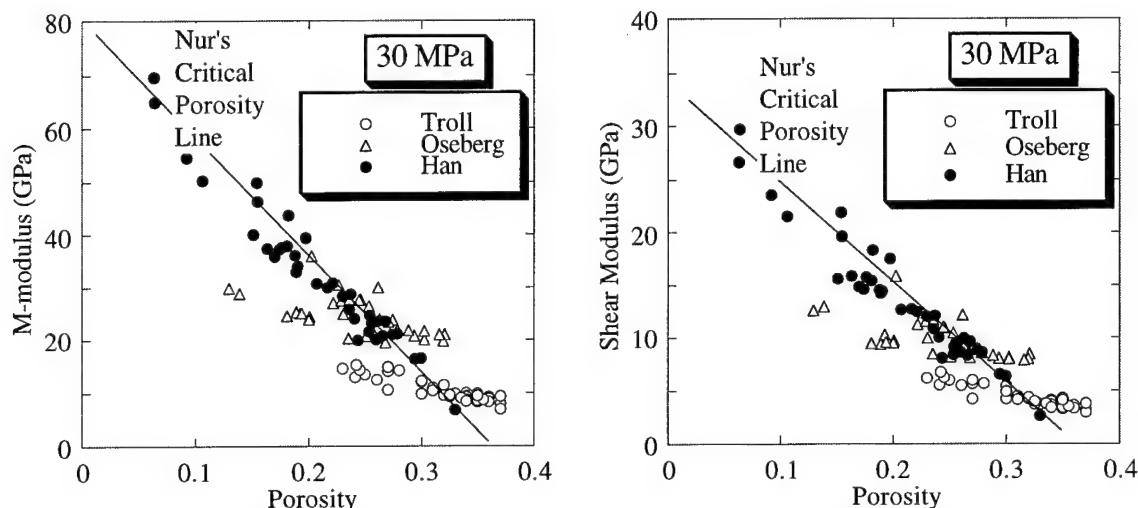 80
60
40
20
0
M-modulus (GPa)
0
0.1
0.2
0.3
0.4
Porosity
Nur's
Critical
Porosity
Line
30 MPa
Troll
Oseberg
Han
40
30
20
10
0
Shear Modulus (GPa)
0
0.1
0.2
0.3
0.4
Porosity
Nur's
Critical
Porosity
Line
30 MPa
Troll
Oseberg
Han